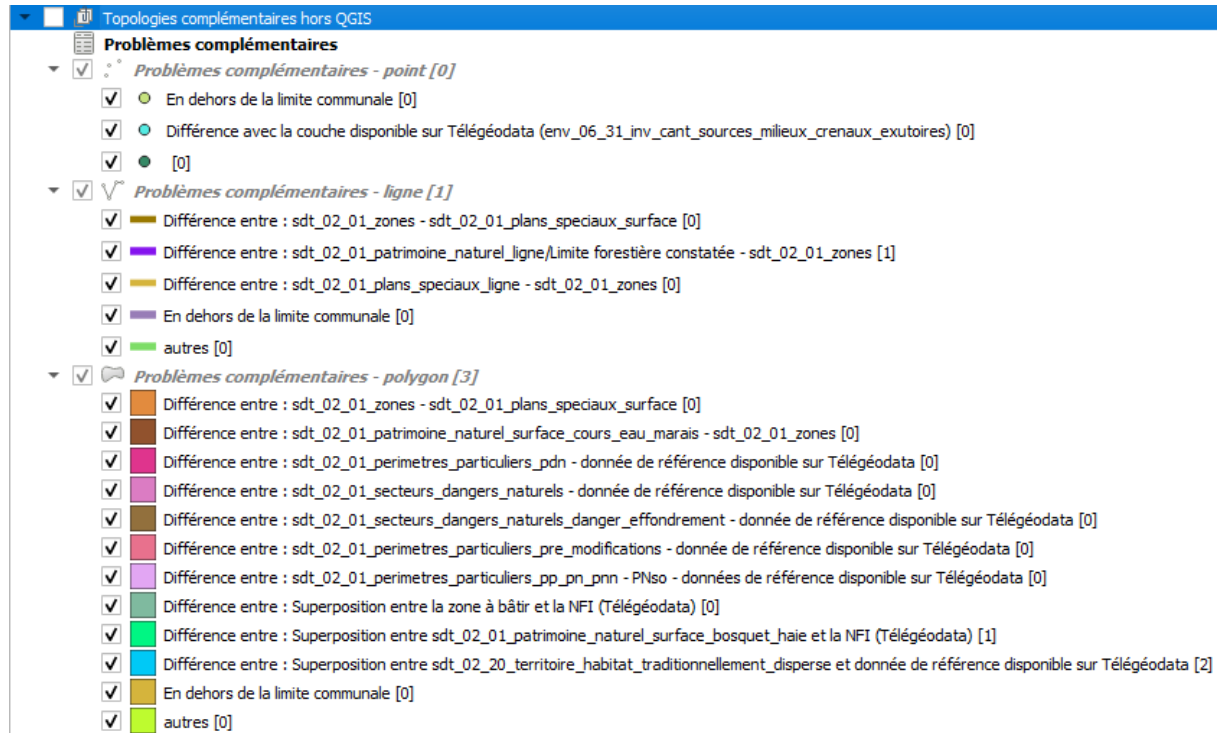 Topologies complémentaires hors QGIS
Problèmes complémentaires
Problèmes complémentaires - point [0]
En dehors de la limite communale [0]
Différence avec la couche disponible sur Télégéodata (env_06_31_inv_cant_sources_milieux_crenaux_exutoires) [0]
[0]
Problèmes complémentaires - ligne [1]
Différence entre : sdt_02_01_zones - sdt_02_01_plans_speciaux_surface [0]
Différence entre : sdt_02_01_patrimoine_naturel_ligne/Limite forestière constatée - sdt_02_01_zones [1]
Différence entre : sdt_02_01_plans_speciaux_ligne - sdt_02_01_zones [0]
En dehors de la limite communale [0]
autres [0]
Problèmes complémentaires - polygon [3]
Différence entre : sdt_02_01_zones - sdt_02_01_plans_speciaux_surface [0]
Différence entre : sdt_02_01_patrimoine_naturel_surface_cours_eau_marais - sdt_02_01_zones [0]
Différence entre : sdt_02_01_perimetres_particuliers_pdn - donnée de référence disponible sur Télégéodata [0]
Différence entre : sdt_02_01_secteurs_dangers_naturels - donnée de référence disponible sur Télégéodata [0]
Différence entre : sdt_02_01_secteurs_dangers_naturels_danger_effondrement - donnée de référence disponible sur Télégéodata [0]
Différence entre : sdt_02_01_perimetres_particuliers_pre_modifications - donnée de référence disponible sur Télégéodata [0]
Différence entre : sdt_02_01_perimetres_particuliers_pp_pn_pnn - PNso - données de référence disponible sur Télégéodata [0]
Différence entre : Superposition entre la zone à bâtir et la NFI (Télégéodata) [0]
Différence entre : Superposition entre sdt_02_01_patrimoine_naturel_surface_bosquet_haie et la NFI (Télégéodata) [1]
Différence entre : Superposition entre sdt_02_20_territoire_habitat_traditionnellement_disperse et donnée de référence disponible sur Télégéodata [2]
En dehors de la limite communale [0]
autres [0]